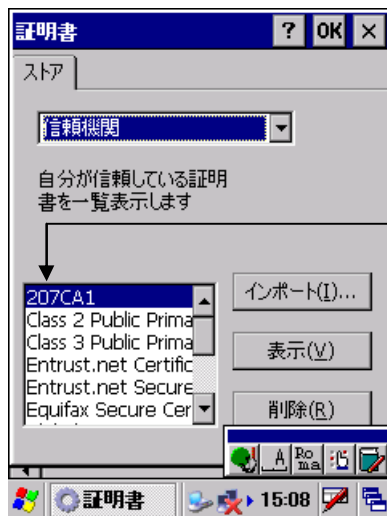 証明書 ? OK ×
ストア
信頼機関
自分が信頼している証明
書を一覧表示します
207CA1
Class 2 Public Prima
Class 3 Public Prima
Entrust.net Certific
Entrust.net Secure
Equifax Secure Cer
インポート(I)...
表示(V)
削除(R)
A Ro
ma
証明書 15:08